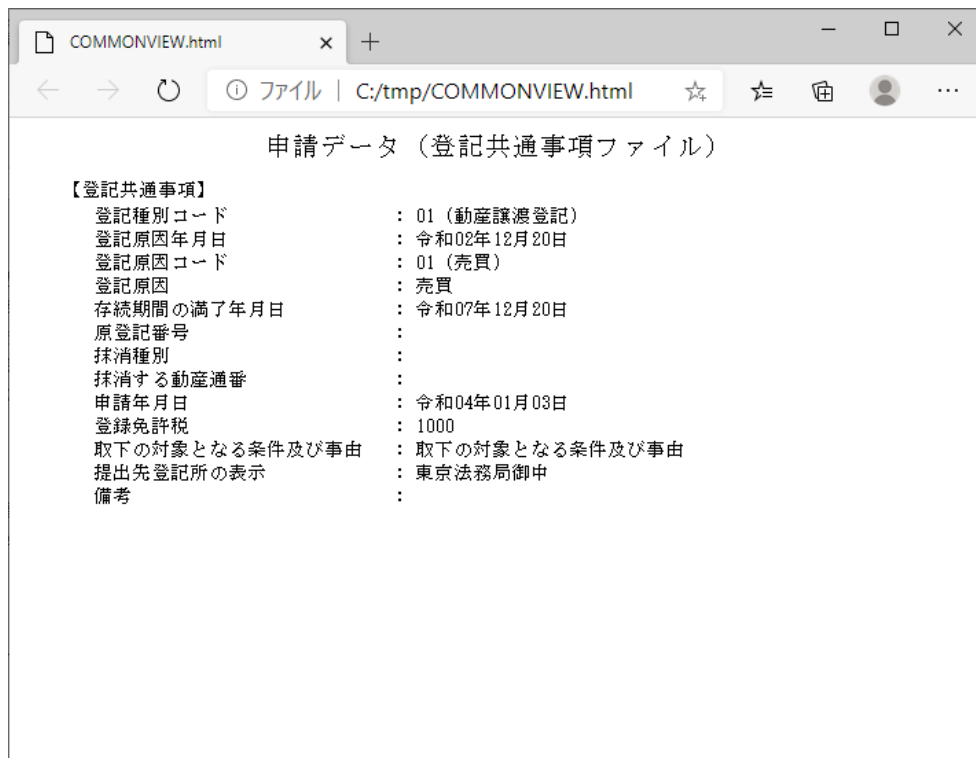 COMMONVIEW.html
ファイル | C:/tmp/COMMONVIEW.html
申請データ（登記共通事項ファイル）
【登記共通事項】
登記種別コード : 01（動産譲渡登記）
登記原因年月日 : 令和02年12月20日
登記原因コード : 01（売買）
登記原因 : 売買
存続期間の満了年月日 : 令和07年12月20日
原登記番号 :
抹消種別 :
抹消する動産通番 :
申請年月日 : 令和04年01月03日
登録免許税 : 1000
取下の対象となる条件及び事由 : 取下の対象となる条件及び事由
提出先登記所の表示 : 東京法務局御中
備考 :